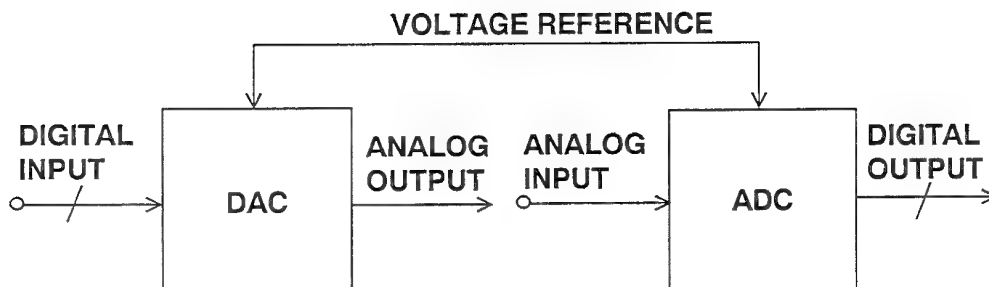 VOLTAGE REFERENCE
DIGITAL
INPUT
DAC
ANALOG
OUTPUT
ANALOG
INPUT
ADC
DIGITAL
OUTPUT